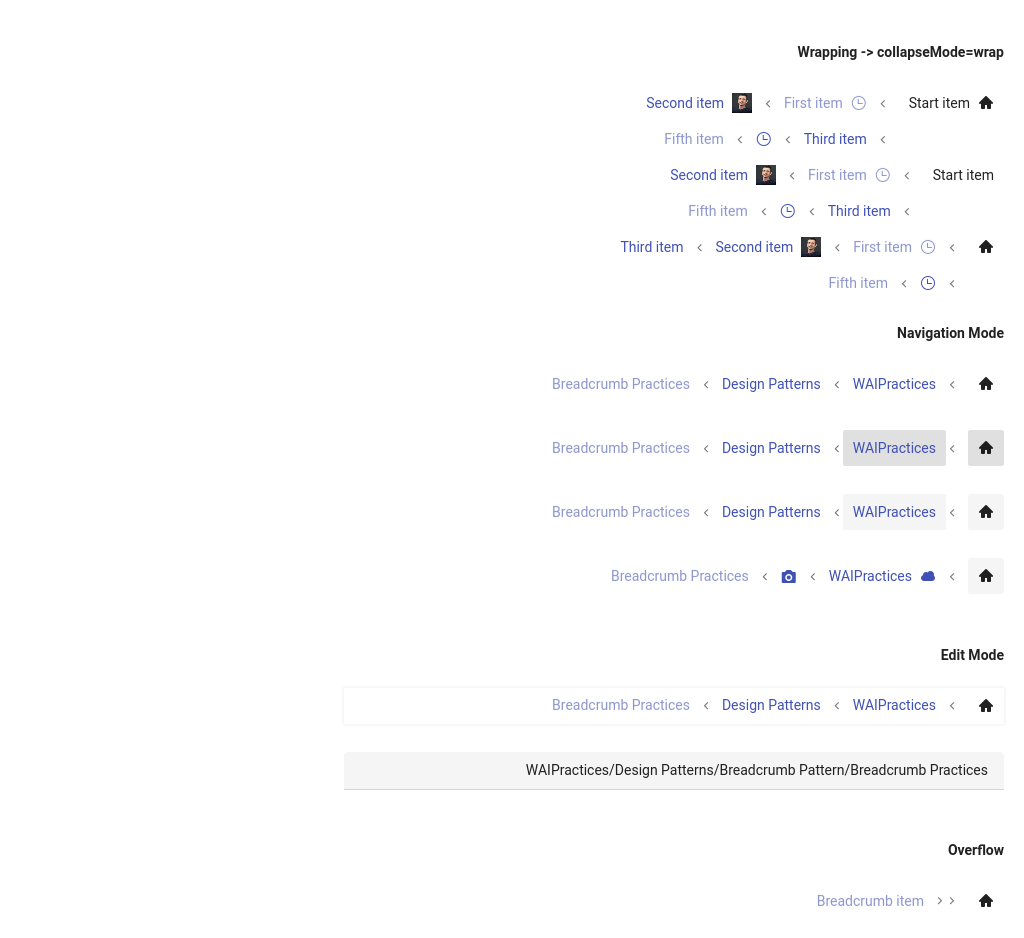 Wrapping -> collapseMode=wrap
Second item First item Start item
Fifth item Third item
Second item First item Start item
Fifth item Third item
Third item Second item First item
Fifth item
Navigation Mode
Breadcrumb Practices Design Patterns WAIPractices
Breadcrumb Practices Design Patterns WAIPractices
Breadcrumb Practices Design Patterns WAIPractices
Breadcrumb Practices WAIPractices
Edit Mode
Breadcrumb Practices Design Patterns WAIPractices
WAIPractices/Design Patterns/Breadcrumb Pattern/Breadcrumb Practices
Overflow
Breadcrumb item